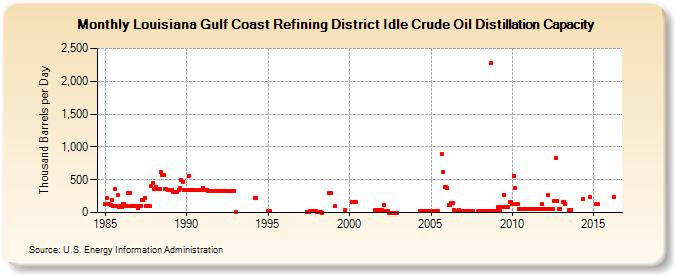 Monthly Louisiana Gulf Coast Refining District Idle Crude Oil Distillation Capacity
Thousand Barrels per Day
2,500
2,000
1,500
1,000
500
0
1985 1990 1995 2000 2005 2010 2015
Source: U.S. Energy Information Administration